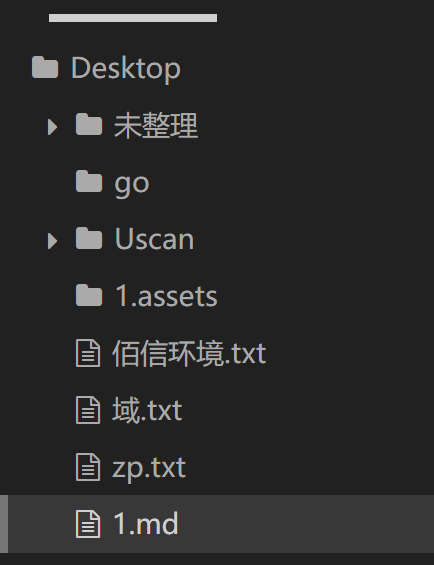 Desktop
未整理
go
Uscan
1.assets
佰信环境.txt
域.txt
zp.txt
1.md